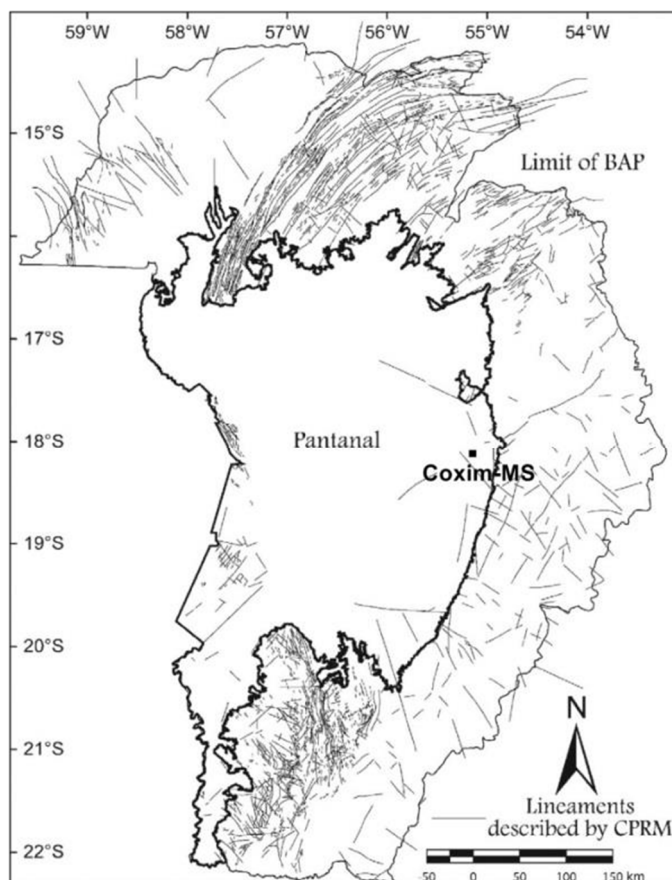 59°W 58°W 57°W 56°W 55°W 54°W
15°S
Limit of BAP
17°S
Pantanal
18°S
Coxim-MS
19°S
20°S
N
21°S
Lineaments
described by CPRM
22°S
-50 0 50 100 150 km